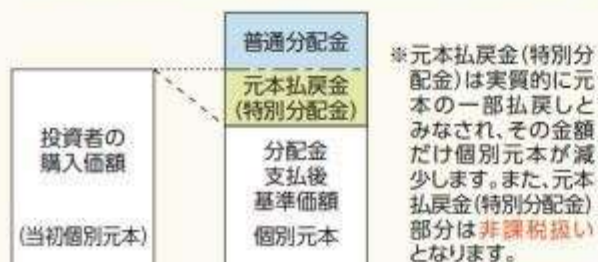 普通分配金
元本払戻金
(特別分配金)
投資者の
購入価額
(当初個別元本)
分配金
支払後
基準価額
個別元本
※元本払戻金(特別分
配金)は実質的に元
本の一部払戻しと
みなされ、その金額
だけ個別元本が減
少します。また、元本
払戻金(特別分配金)
部分は非課税扱い
となります。